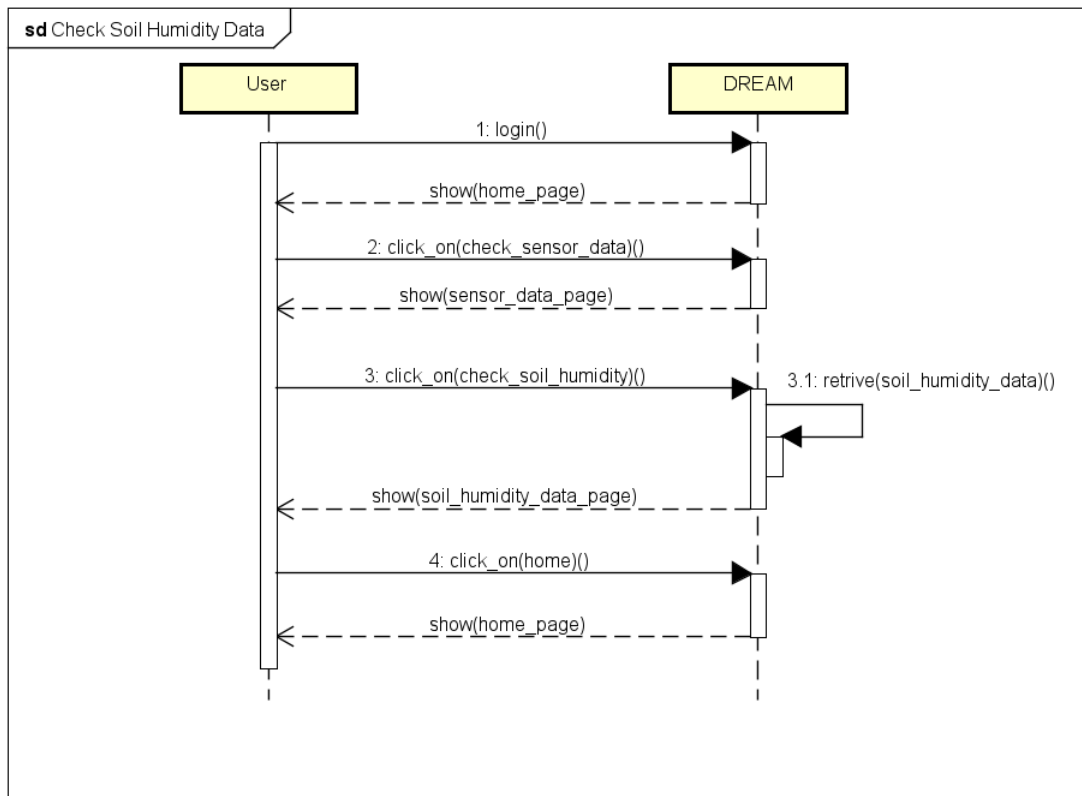 sd Check Soil Humidity Data
User
DREAM
1: login()
show(home_page)
2: click_on(check_sensor_data)()
show(sensor_data_page)
3: click_on(check_soil_humidity)()
3.1: retrive(soil_humidity_data)()
show(soil_humidity_data_page)
4: click_on(home)()
show(home_page)